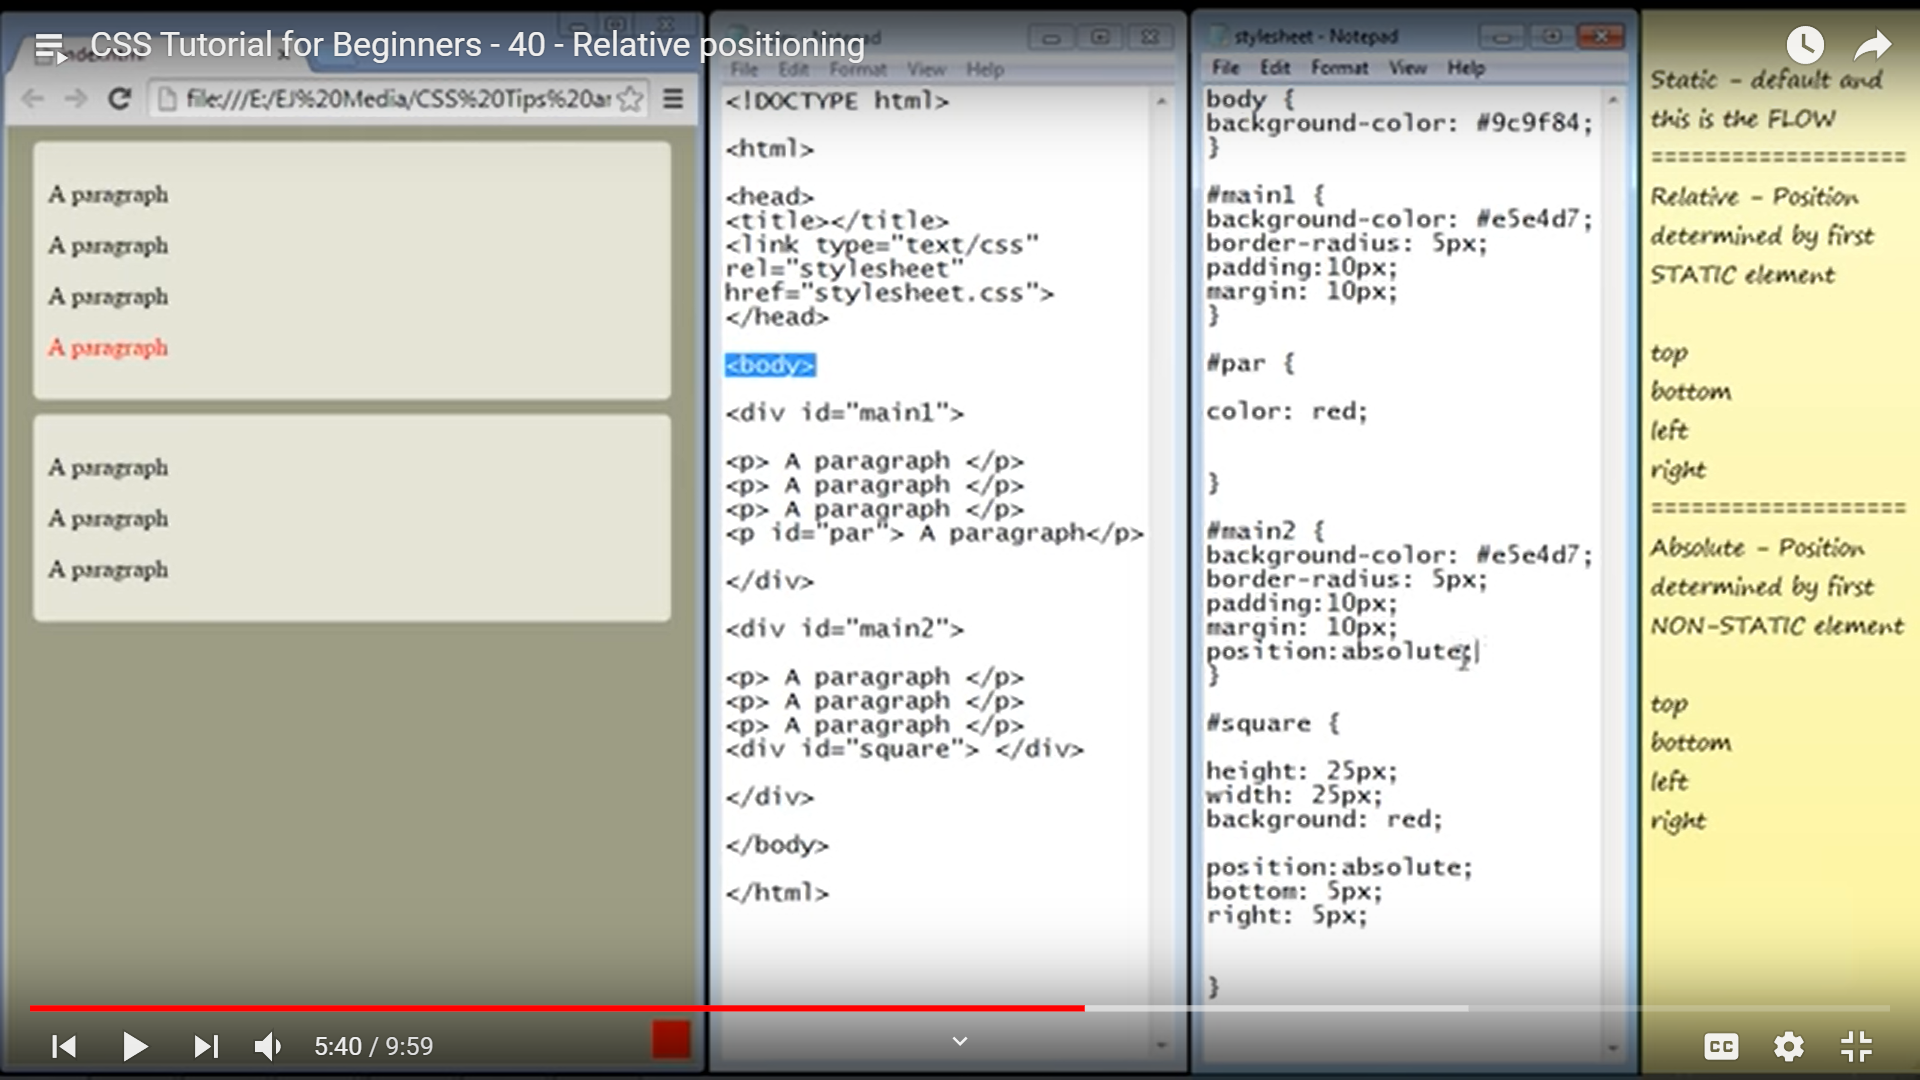 CSS Tutorial for Beginners - 40 - Relative positioning
file:///E:/EJ%20Media/CSS%20Tips%20ar
A paragraph
A paragraph
A paragraph
A paragraph
A paragraph
A paragraph
A paragraph
Notepad
File Edit Format View Help
<!DOCTYPE html>
<html>
<head>
<title></title>
<link type="text/css"
rel="stylesheet"
href="stylesheet.css">
</head>
<body>
<div id="main1">
<p> A paragraph </p>
<p> A paragraph </p>
<p> A paragraph </p>
<p id="par"> A paragraph</p>
</div>
<div id="main2">
<p> A paragraph </p>
<p> A paragraph </p>
<p> A paragraph </p>
<div id="square"> </div>
</div>
</body>
</html>
stylesheet - Notepad
File Edit Format View Help
body {
background-color: #9c9f84;
}
#main1 {
background-color: #e5e4d7;
border-radius: 5px;
padding:10px;
margin: 10px;
}
#par {
color: red;
}
#main2 {
background-color: #e5e4d7;
border-radius: 5px;
padding:10px;
margin: 10px;
position:absolute;
}
#square {
height: 25px;
width: 25px;
background: red;
position:absolute;
bottom: 5px;
right: 5px;
}
Static - default and
this is the FLOW
===================
Relative - Position
determined by first
STATIC element
top
bottom
left
right
===================
Absolute - Position
determined by first
NON-STATIC element
top
bottom
left
right
5:40 / 9:59
CC